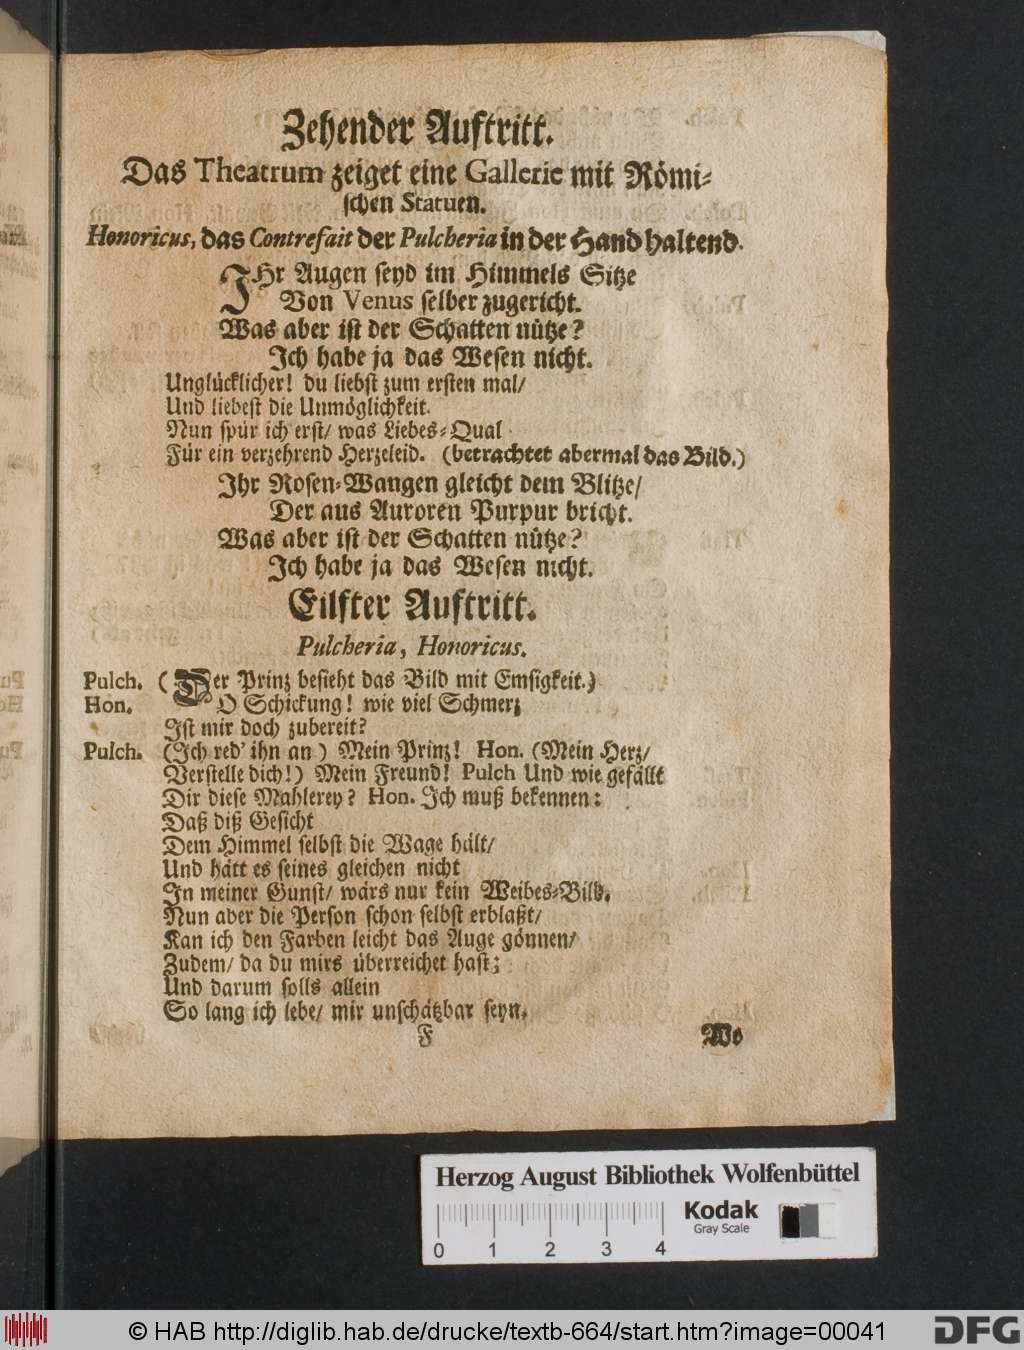 Zehender Auftritt.
Das Theatrum zeiget eine Gallerie mit Römi-
schen Statuen.
Honoricus, das Contrefait der Pulcheria in der Hand haltend.
IHr Augen seyd im Himmels Sitze
Von Venus selber zugericht.
Was aber ist der Schatten nütze?
Ich habe ja das Wesen nicht.
Unglücklicher! du liebst zum ersten mal/
Und liebest die Unmöglichkeit.
Nun spür ich erst/ was Liebes-Qual
Für ein verzehrend Herzeleid. (betrachtet abermal das Bild.)
Ihr Rosen-Wangen gleicht dem Blitze/
Der aus Auroren Purpur bricht.
Was aber ist der Schatten nütze?
Ich habe ja das Wesen nicht.
Eilfter Auftritt.
Pulcheria, Honoricus.
Pulch. (Der Prinz besieht das Bild mit Emsigkeit.)
Hon. O Schickung! wie viel Schmerz
Ist mir doch zubereit?
Pulch. (Ich red' ihn an) Mein Prinz! Hon. (Mein Herz/
Verstelle dich!) Mein Freund! Pulch Und wie gefällt
Dir diese Mahlerey? Hon. Ich muß bekennen:
Daß diß Gesicht
Dem Himmel selbst die Wage hält/
Und hätt es seines gleichen nicht
In meiner Gunst/ wärs nur kein Weibes-Bild.
Nun aber die Person schon selbst erblaßt/
Kan ich den Farben leicht das Auge gönnen/
Zudem/ da du mirs überreichet hast;
Und darum solls allein
So lang ich lebe/ mir unschätzbar seyn.
F Wo
Herzog August Bibliothek Wolfenbüttel
Kodak
Gray Scale
0 1 2 3 4
© HAB http://diglib.hab.de/drucke/textb-664/start.htm?image=00041
DFG